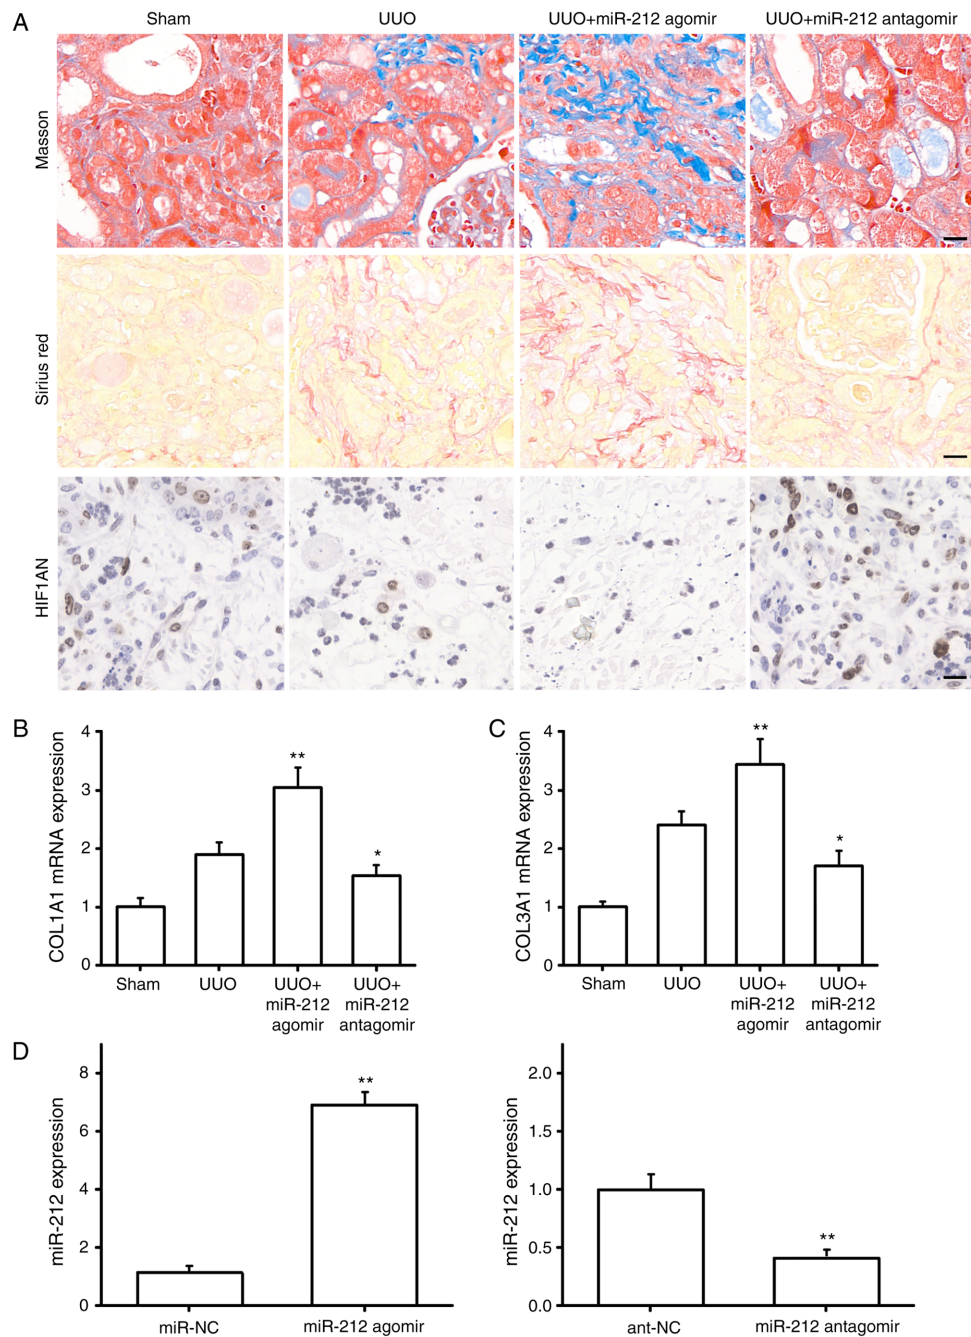 A
Sham
UUO
UUO+miR-212 agomir
UUO+miR-212 antagomir
Masson
Sirius red
HIF1AN
B
COL1A1 mRNA expression
4
3
2
1
0
**
*
Sham
UUO
UUO+
miR-212
agomir
UUO+
miR-212
antagomir
C
COL3A1 mRNA expression
4
3
2
1
0
**
*
Sham
UUO
UUO+
miR-212
agomir
UUO+
miR-212
antagomir
D
miR-212 expression
8
6
4
2
0
**
miR-NC
miR-212 agomir
miR-212 expression
2.0
1.5
1.0
0.5
0.0
**
ant-NC
miR-212 antagomir